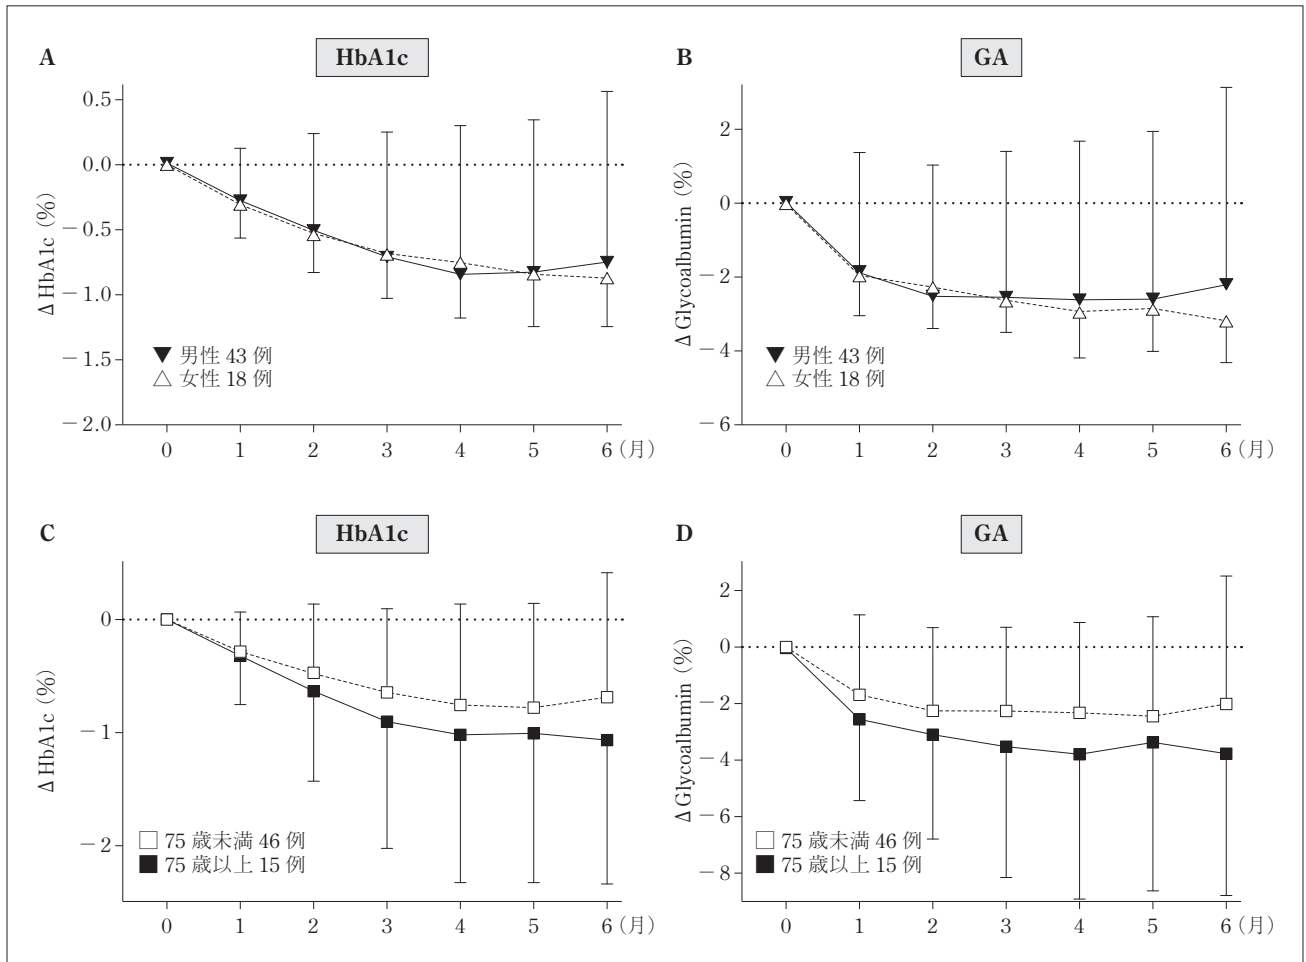 A
HbA1c
0.5
0.0
−0.5
−1.0
−1.5
−2.0
ΔHbA1c（%）
▼ 男性 43 例
△ 女性 18 例
0 1 2 3 4 5 6（月）
B
GA
2
0
−2
−4
−6
ΔGlycoalbumin（%）
▼ 男性 43 例
△ 女性 18 例
0 1 2 3 4 5 6（月）
C
HbA1c
0
−1
−2
ΔHbA1c（%）
□ 75 歳未満 46 例
■ 75 歳以上 15 例
0 1 2 3 4 5 6（月）
D
GA
2
0
−2
−4
−6
−8
ΔGlycoalbumin（%）
□ 75 歳未満 46 例
■ 75 歳以上 15 例
0 1 2 3 4 5 6（月）